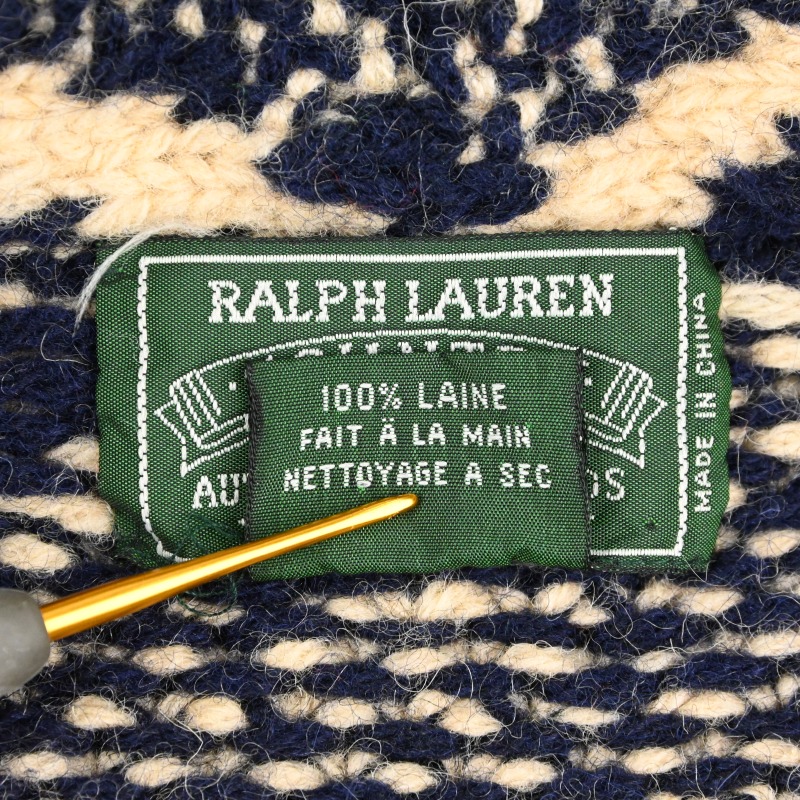 RALPH LAUREN
100% LAINE
FAIT À LA MAIN
NETTOYAGE A SEC
MADE IN CHINA